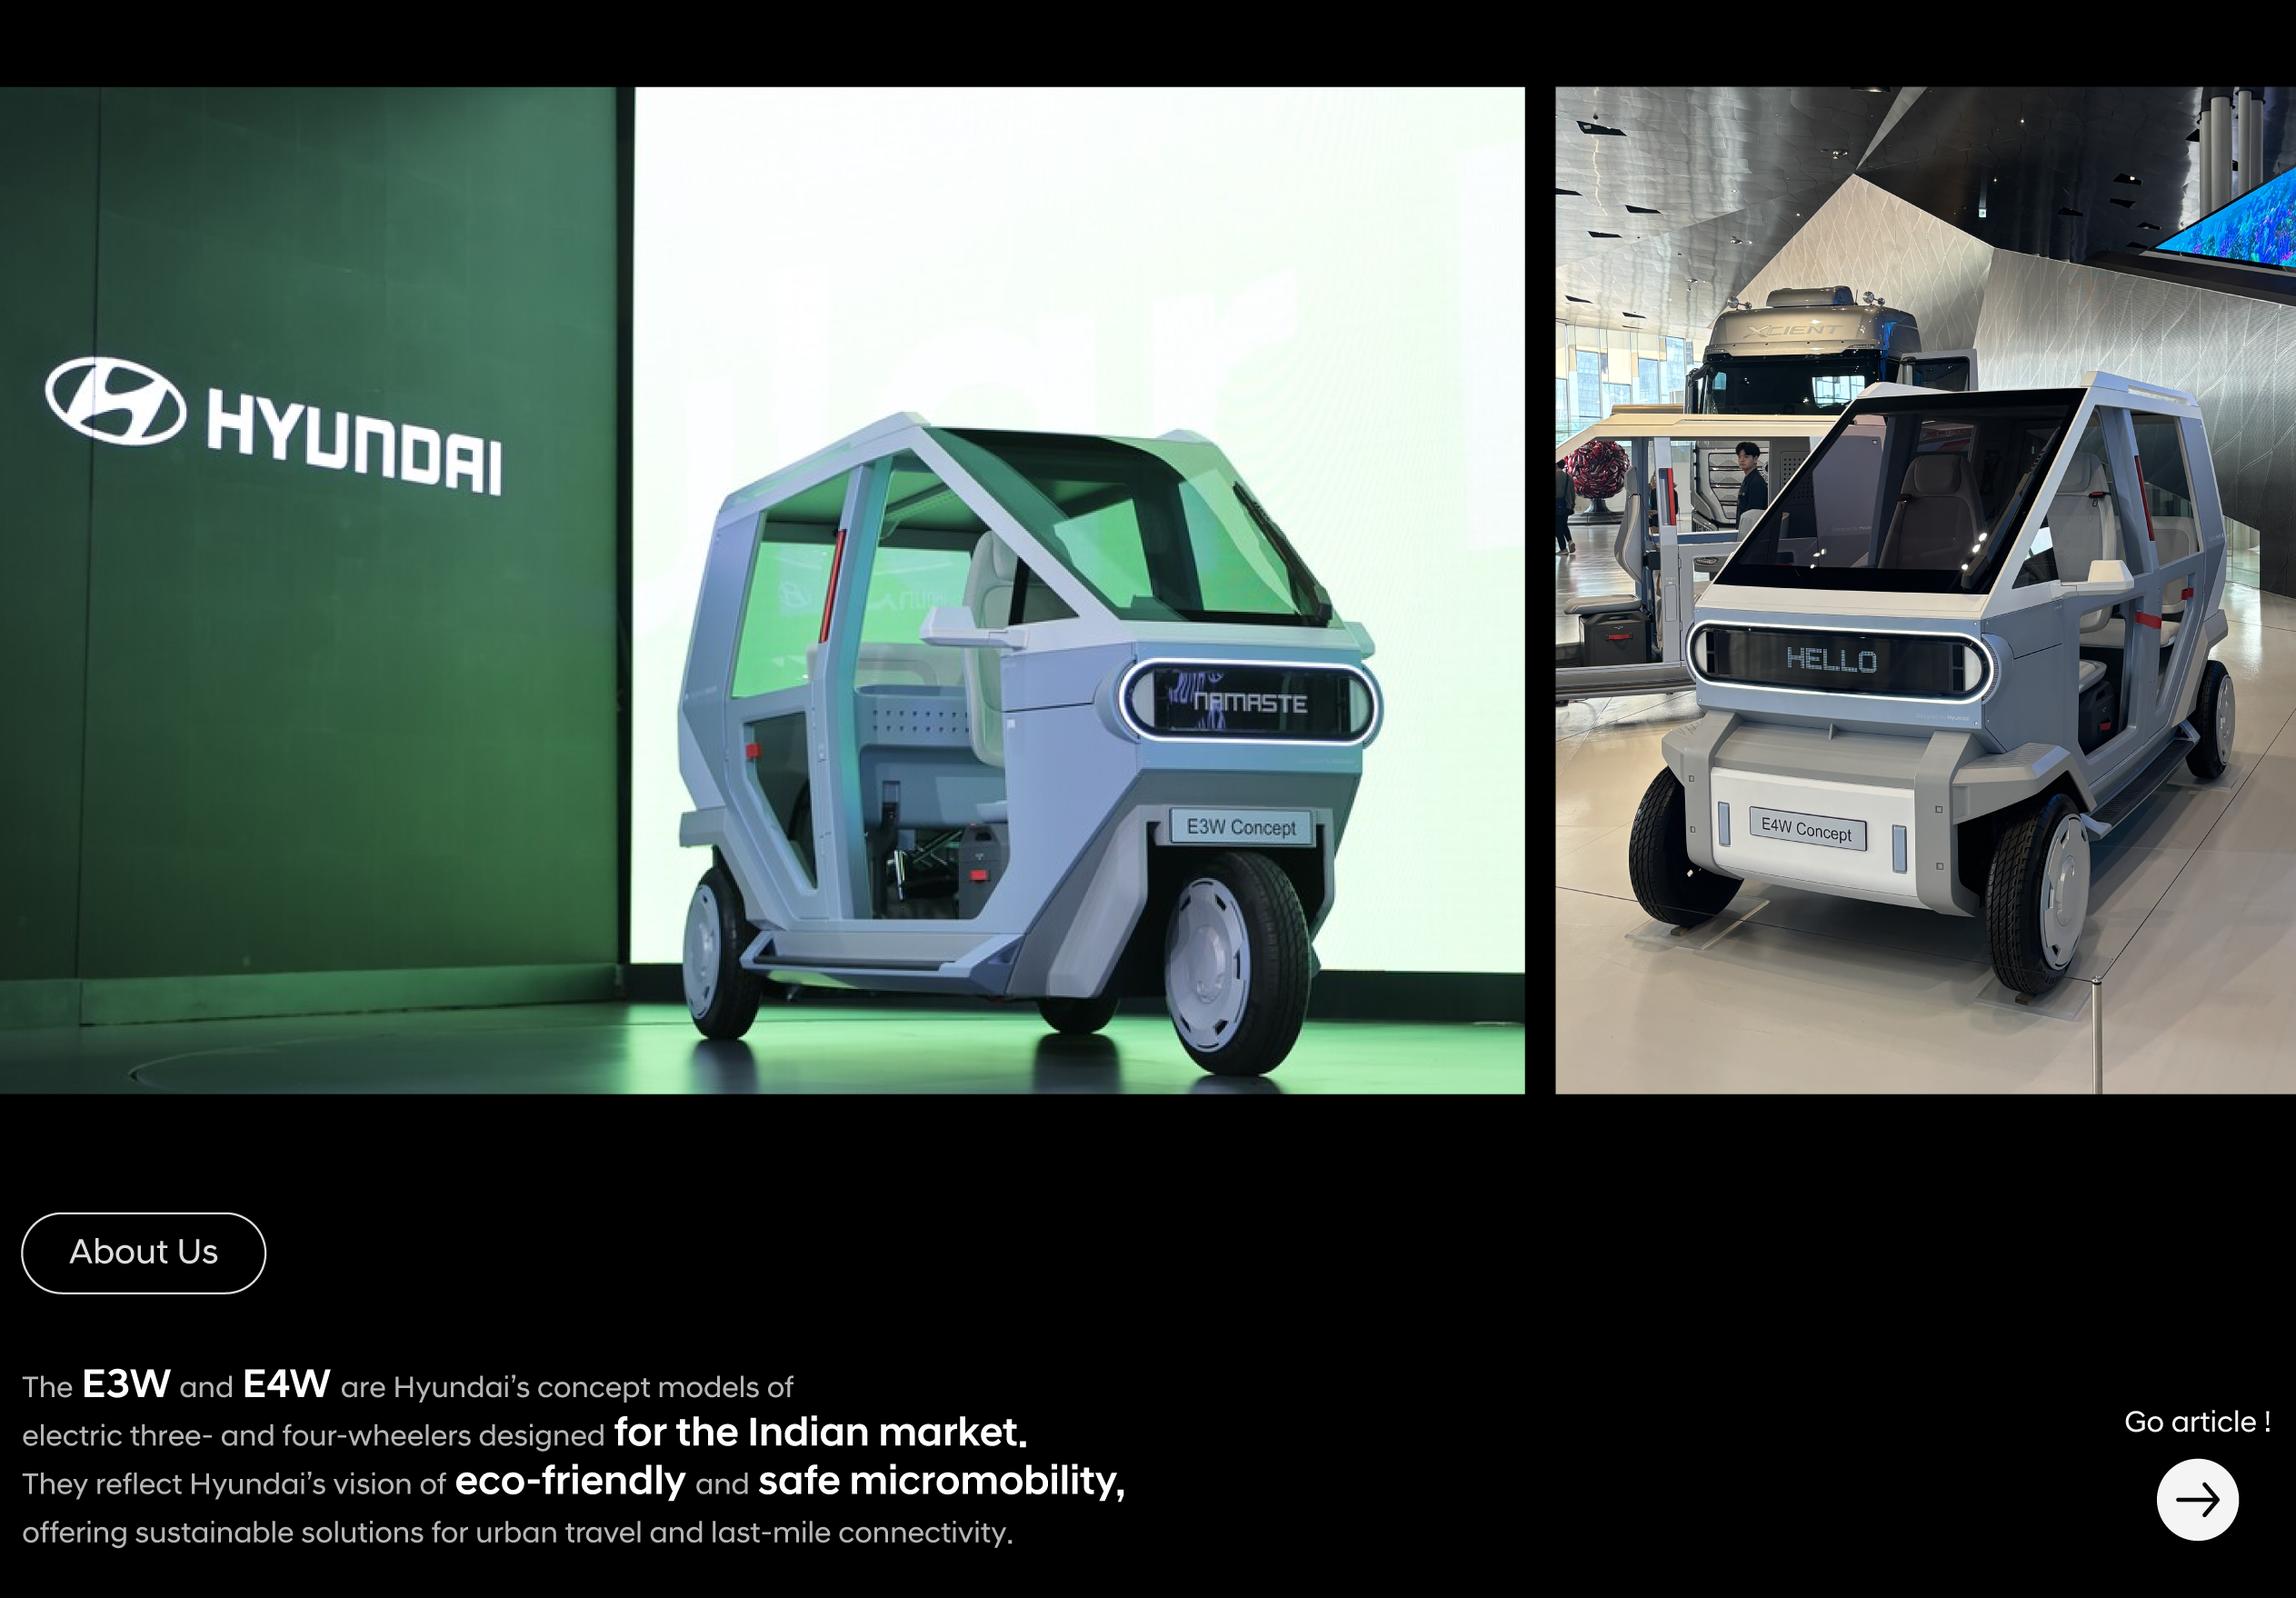 HYUNDAI
NAMASTE
E3W Concept
XCIENT
HELLO
E4W Concept
About Us
The E3W and E4W are Hyundai’s concept models of
electric three- and four-wheelers designed for the Indian market.
They reflect Hyundai’s vision of eco-friendly and safe micromobility,
offering sustainable solutions for urban travel and last-mile connectivity.
Go article !